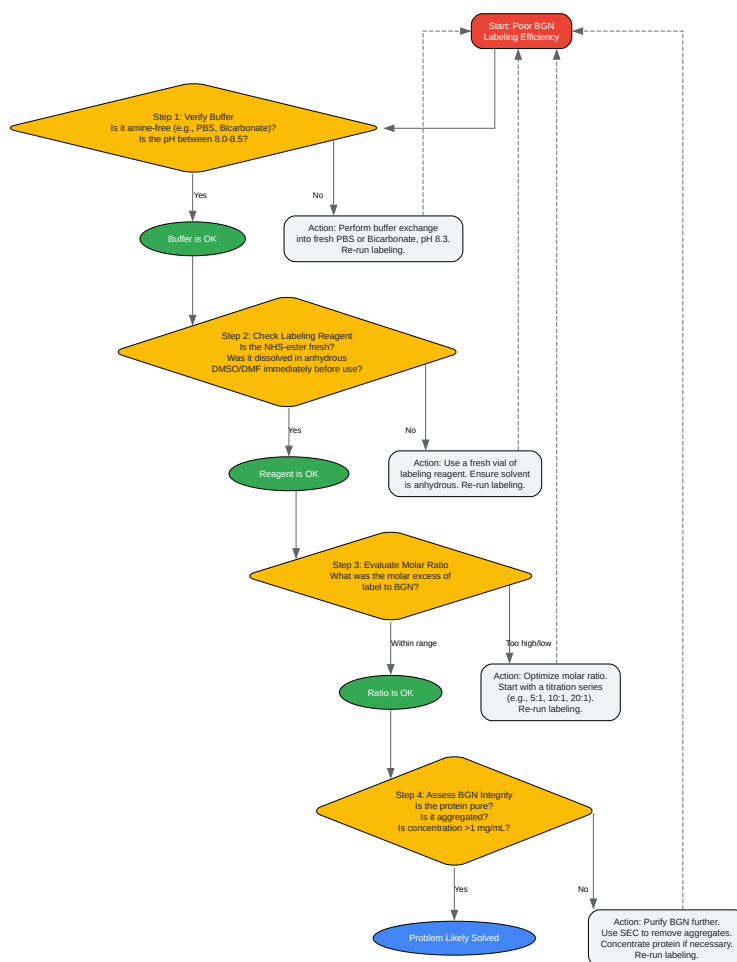 Start: Poor BGN
Labeling Efficiency
Step 1: Verify Buffer
Is it amine-free (e.g., PBS, Bicarbonate)?
Is the pH between 8.0-8.5?
Yes
No
Buffer is OK
Action: Perform buffer exchange
into fresh PBS or Bicarbonate, pH 8.3.
Re-run labeling.
Step 2: Check Labeling Reagent
Is the NHS-ester fresh?
Was it dissolved in anhydrous
DMSO/DMF immediately before use?
Yes
No
Reagent is OK
Action: Use a fresh vial of
labeling reagent. Ensure solvent
is anhydrous. Re-run labeling.
Step 3: Evaluate Molar Ratio
What was the molar excess of
label to BGN?
Within range
Too high/low
Ratio is OK
Action: Optimize molar ratio.
Start with a titration series
(e.g., 5:1, 10:1, 20:1).
Re-run labeling.
Step 4: Assess BGN Integrity
Is the protein pure?
Is it aggregated?
Is concentration >1 mg/mL?
Yes
No
Problem Likely Solved
Action: Purify BGN further.
Use SEC to remove aggregates.
Concentrate protein if necessary.
Re-run labeling.